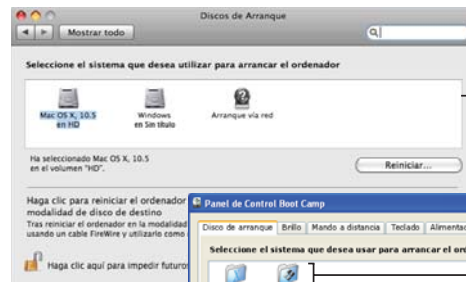 Discos de Arranque
Mostrar todo
Seleccione el sistema que desea utilizar para arrancar el ordenador
Mac OS X, 10.5
en HD
Windows
en Sin título
Arranque vía red
Ha seleccionado Mac OS X, 10.5
en el volumen "HD".
Reiniciar...
Haga clic para reiniciar el ordenador
modalidad de disco de destino
Tras reiniciar el ordenador en la modalidad
usando un cable FireWire y utilizarlo como
Haga clic aquí para impedir futuros
Panel de Control Boot Camp
Disco de arranque
Brillo
Mando a distancia
Teclado
Alimentac
Seleccione el sistema que desea usar para arrancar el ord